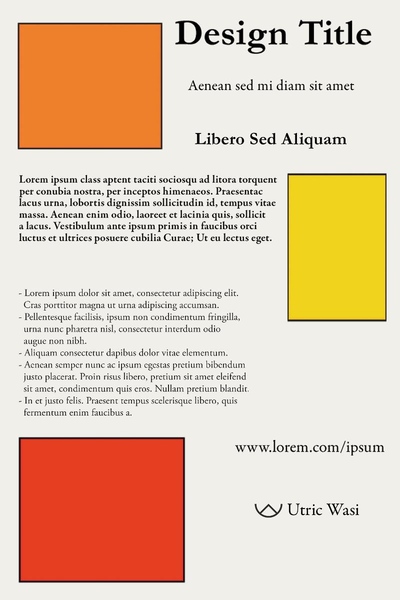 Design Title
Aenean sed mi diam sit amet
Libero Sed Aliquam
Lorem ipsum class aptent taciti sociosqu ad litora torquent
per conubia nostra, per inceptos himenaeos. Praesentac
lacus urna, lobortis dignissim sollicitudin id, tempus vitae
massa. Aenean enim odio, laoreet et lacinia quis, sollicit
a lacus. Vestibulum ante ipsum primis in faucibus orci
luctus et ultrices posuere cubilia Curae; Ut eu lectus eget.
- Lorem ipsum dolor sit amet, consectetur adipiscing elit.
Cras porttitor magna ut urna adipiscing accumsan.
- Pellentesque facilisis, ipsum non condimentum fringilla,
urna nunc pharetra nisl, consectetur interdum odio
augue non nibh.
- Aliquam consectetur dapibus dolor vitae elementum.
- Aenean semper nunc ac ipsum egestas pretium bibendum
justo placerat. Proin risus libero, pretium sit amet eleifend
sit amet, condimentum quis eros. Nullam pretium blandit.
- In et justo felis. Praesent tempus scelerisque libero, quis
fermentum enim faucibus a.
www.lorem.com/ipsum
Utric Wasi